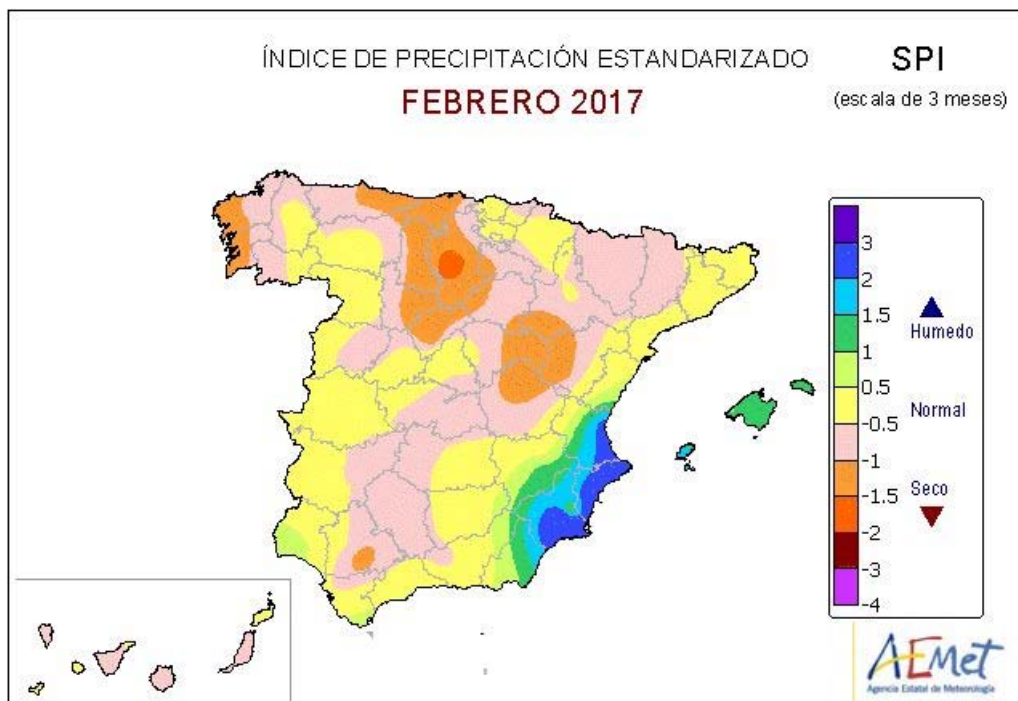 ÍNDICE DE PRECIPITACIÓN ESTANDARIZADO
FEBRERO 2017
SPI
(escala de 3 meses)
3
2
1.5
1
0.5
-0.5
-1
-1.5
-2
-3
-4
Humedo
Normal
Seco
AEMet
Agencia Estatal de Meteorología